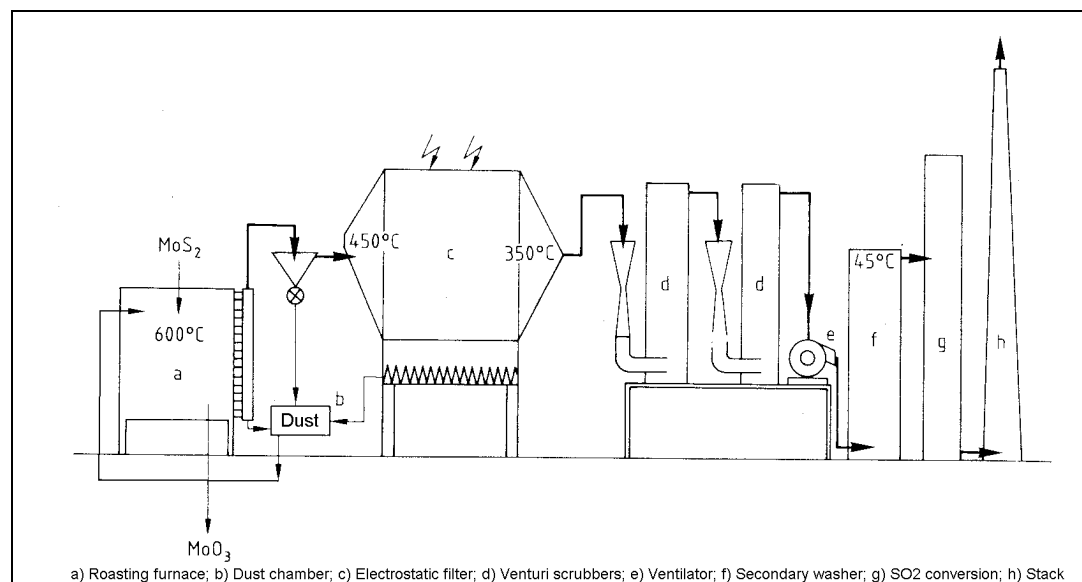 MoS2
600°C
a
MoO3
Dust
b
450°C
c
350°C
d
d
e
45°C
f
g
h
a) Roasting furnace; b) Dust chamber; c) Electrostatic filter; d) Venturi scrubbers; e) Ventilator; f) Secondary washer; g) SO2 conversion; h) Stack